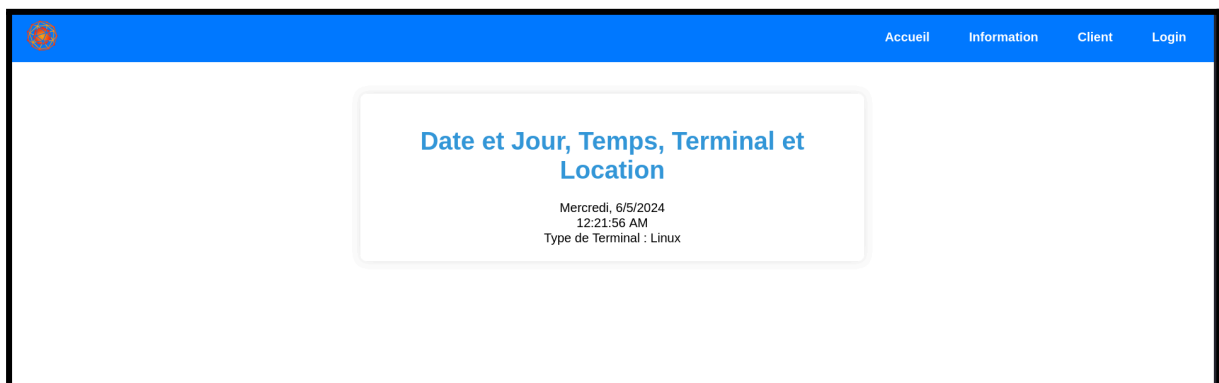 Accueil Information Client Login
Date et Jour, Temps, Terminal et
Location
Mercredi, 6/5/2024
12:21:56 AM
Type de Terminal : Linux